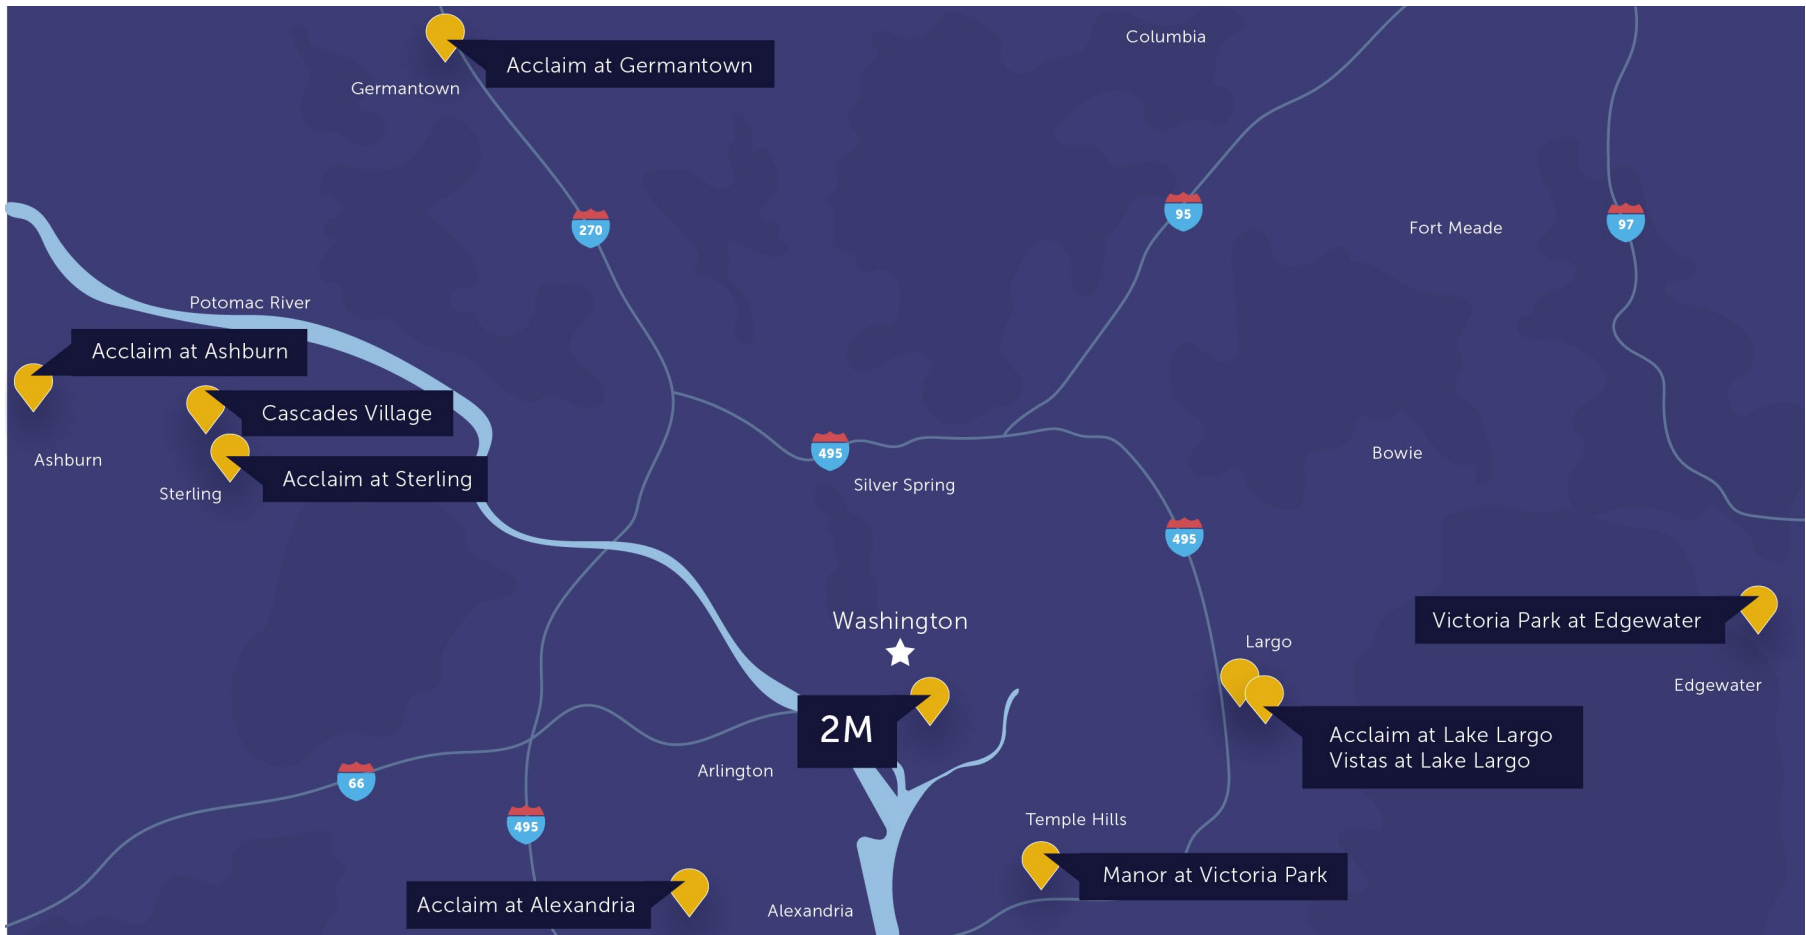 Columbia
Acclaim at Germantown
Germantown
95
97
270
Fort Meade
Potomac River
Acclaim at Ashburn
Cascades Village
495
Bowie
Ashburn
Acclaim at Sterling
Silver Spring
Sterling
495
Washington
Victoria Park at Edgewater
Largo
Edgewater
2M
Acclaim at Lake Largo
Vistas at Lake Largo
Arlington
66
495
Temple Hills
Manor at Victoria Park
Acclaim at Alexandria
Alexandria